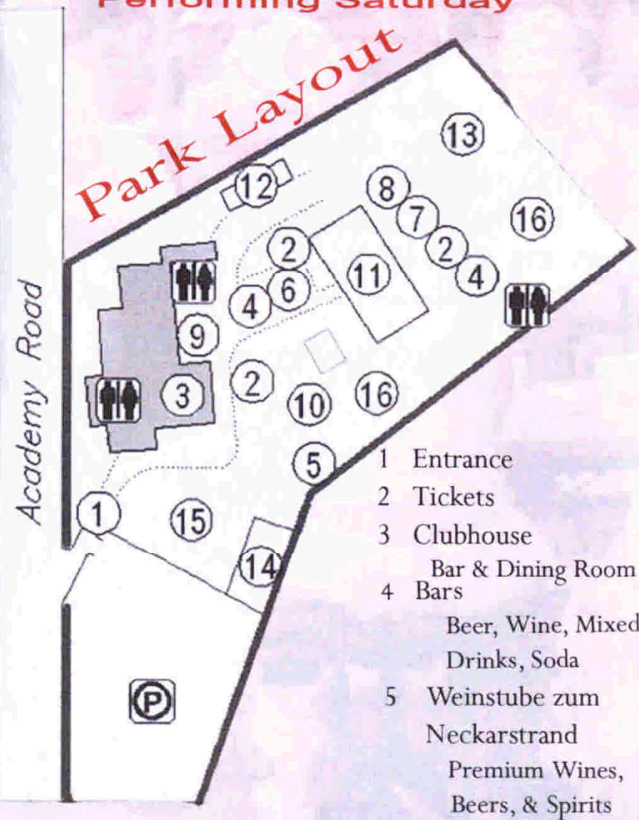 Performing Saturday
Park Layout
Academy Road
13
12
8
7
16
2
2
11
4
6
4
9
2
3
10
16
5
1
15
14
P
1 Entrance
2 Tickets
3 Clubhouse
Bar & Dining Room
4 Bars
Beer, Wine, Mixed
Drinks, Soda
5 Weinstube zum
Neckarstrand
Premium Wines,
Beers, & Spirits